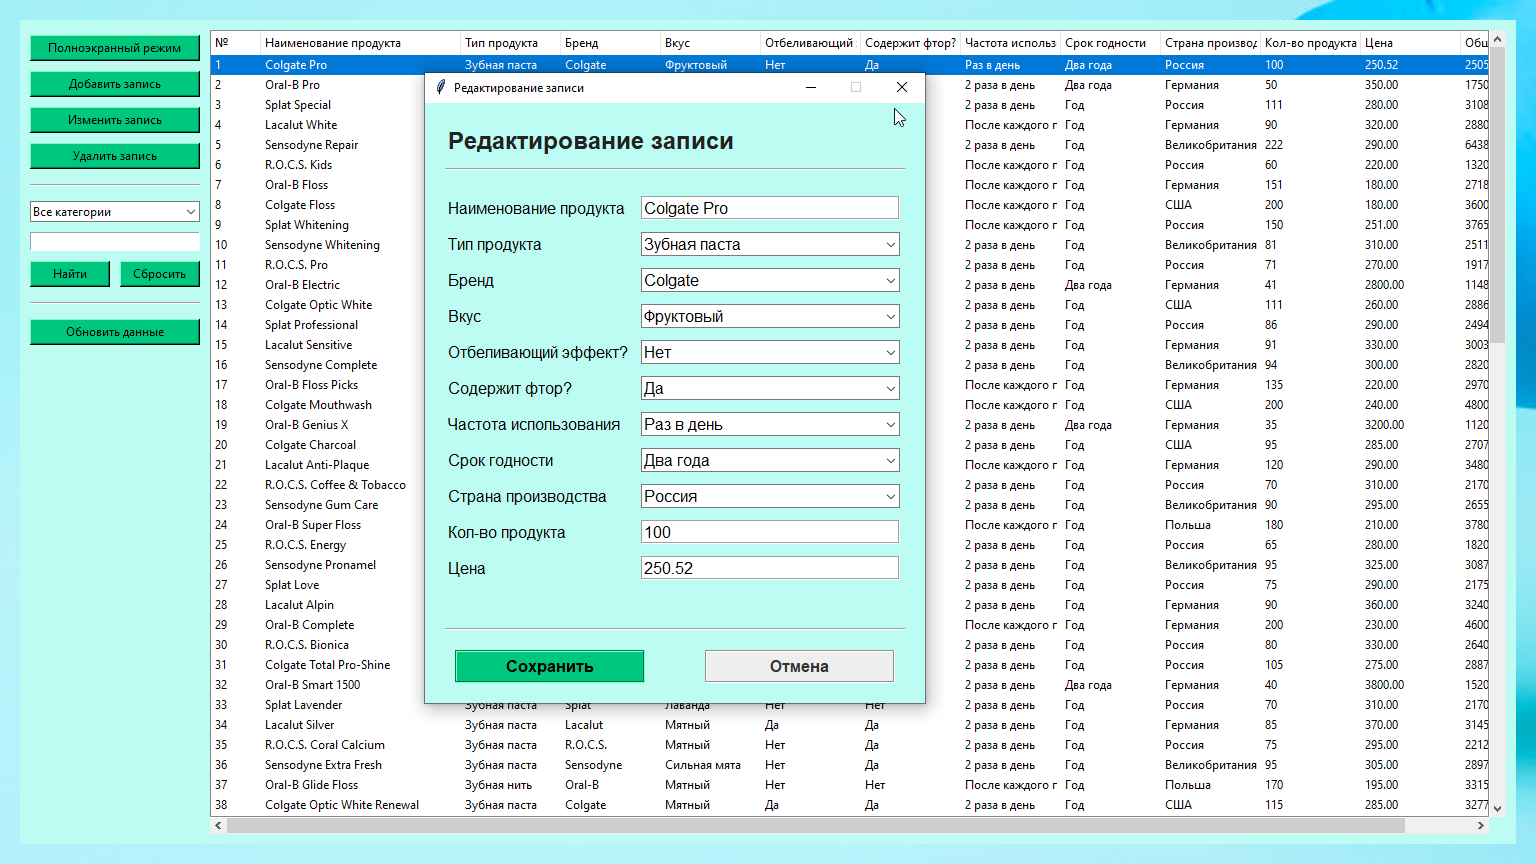 Полноэкранный режим
Добавить запись
Изменить запись
Удалить запись
Все категории
Найти Сбросить
Обновить данные
№ Наименование продукта Тип продукта Бренд Вкус Отбеливающий Содержит фтор? Частота использ Срок годности Страна производ Кол-во продукта Цена Общ
1 Colgate Pro Зубная паста Colgate Фруктовый Нет Да Раз в день Два года Россия 100 250.52 2505
2 Oral-B Pro 2 раза в день Два года Германия 50 350.00 1750
3 Splat Special 2 раза в день Год Россия 111 280.00 3108
4 Lacalut White После каждого г Год Германия 90 320.00 2880
5 Sensodyne Repair 2 раза в день Год Великобритания 222 290.00 6438
6 R.O.C.S. Kids После каждого г Год Россия 60 220.00 1320
7 Oral-B Floss После каждого г Год Германия 151 180.00 2718
8 Colgate Floss После каждого г Год США 200 180.00 3600
9 Splat Whitening После каждого г Год Россия 150 251.00 3765
10 Sensodyne Whitening 2 раза в день Год Великобритания 81 310.00 2511
11 R.O.C.S. Pro 2 раза в день Год Россия 71 270.00 1917
12 Oral-B Electric 2 раза в день Два года Германия 41 2800.00 1148
13 Colgate Optic White 2 раза в день Год США 111 260.00 2886
14 Splat Professional 2 раза в день Год Россия 86 290.00 2494
15 Lacalut Sensitive 2 раза в день Год Германия 91 330.00 3003
16 Sensodyne Complete 2 раза в день Год Великобритания 94 300.00 2820
17 Oral-B Floss Picks После каждого г Год Германия 135 220.00 2970
18 Colgate Mouthwash После каждого г Год США 200 240.00 4800
19 Oral-B Genius X 2 раза в день Два года Германия 35 3200.00 1120
20 Colgate Charcoal 2 раза в день Год США 95 285.00 2707
21 Lacalut Anti-Plaque После каждого г Год Германия 120 290.00 3480
22 R.O.C.S. Coffee & Tobacco 2 раза в день Год Россия 70 310.00 2170
23 Sensodyne Gum Care 2 раза в день Год Великобритания 90 295.00 2655
24 Oral-B Super Floss После каждого г Год Польша 180 210.00 3780
25 R.O.C.S. Energy 2 раза в день Год Россия 65 280.00 1820
26 Sensodyne Pronamel 2 раза в день Год Великобритания 95 325.00 3087
27 Splat Love 2 раза в день Год Россия 75 290.00 2175
28 Lacalut Alpin 2 раза в день Год Германия 90 360.00 3240
29 Oral-B Complete После каждого г Год Германия 200 230.00 4600
30 R.O.C.S. Bionica 2 раза в день Год Россия 80 330.00 2640
31 Colgate Total Pro-Shine 2 раза в день Год Россия 105 275.00 2887
32 Oral-B Smart 1500 2 раза в день Два года Германия 40 3800.00 1520
33 Splat Lavender Зубная паста Splat Лаванда Нет Нет 2 раза в день Год Россия 70 310.00 2170
34 Lacalut Silver Зубная паста Lacalut Мятный Да Да 2 раза в день Год Германия 85 370.00 3145
35 R.O.C.S. Coral Calcium Зубная паста R.O.C.S. Мятный Нет Да 2 раза в день Год Россия 75 295.00 2212
36 Sensodyne Extra Fresh Зубная паста Sensodyne Сильная мята Нет Да 2 раза в день Год Великобритания 95 305.00 2897
37 Oral-B Glide Floss Зубная нить Oral-B Мятный Нет Нет После каждого г Год Польша 170 195.00 3315
38 Colgate Optic White Renewal Зубная паста Colgate Мятный Да Да 2 раза в день Год США 115 285.00 3277
Редактирование записи
Редактирование записи
Наименование продукта Colgate Pro
Тип продукта Зубная паста
Бренд Colgate
Вкус Фруктовый
Отбеливающий эффект? Нет
Содержит фтор? Да
Частота использования Раз в день
Срок годности Два года
Страна производства Россия
Кол-во продукта 100
Цена 250.52
Сохранить Отмена